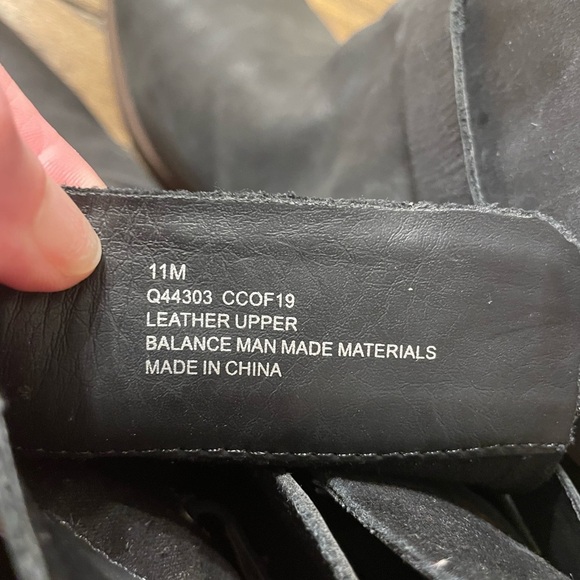 11M
Q44303 CCOF19
LEATHER UPPER
BALANCE MAN MADE MATERIALS
MADE IN CHINA